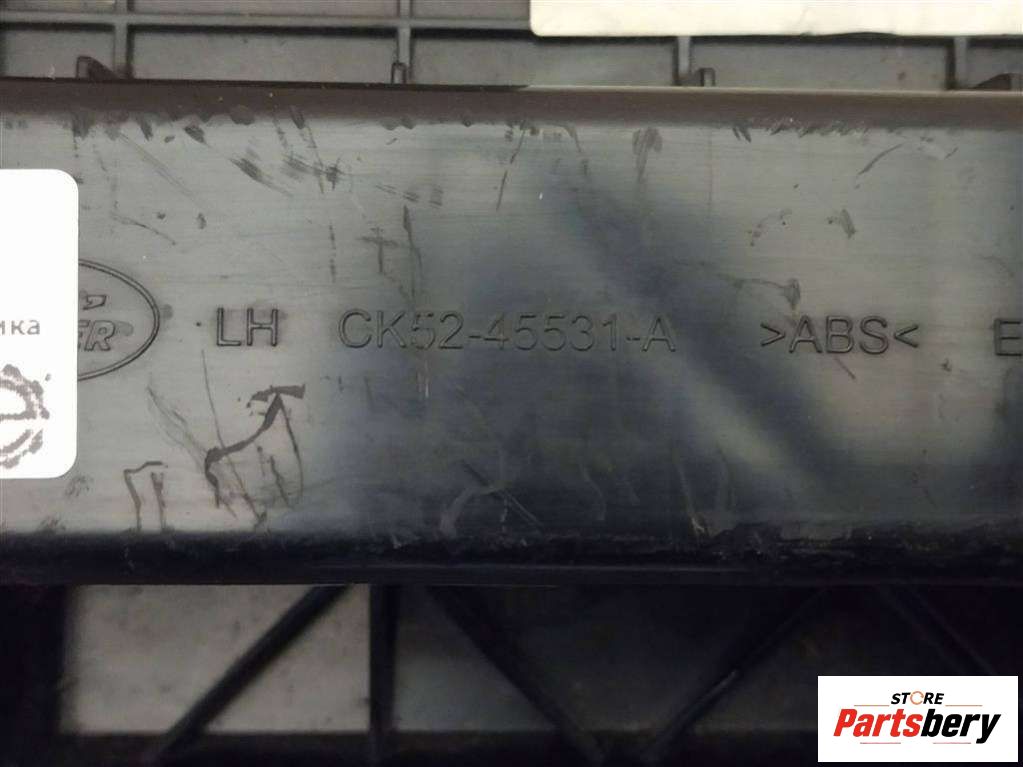 LH CK52-45531-A >ABS< E
ика
STORE
Partsbery